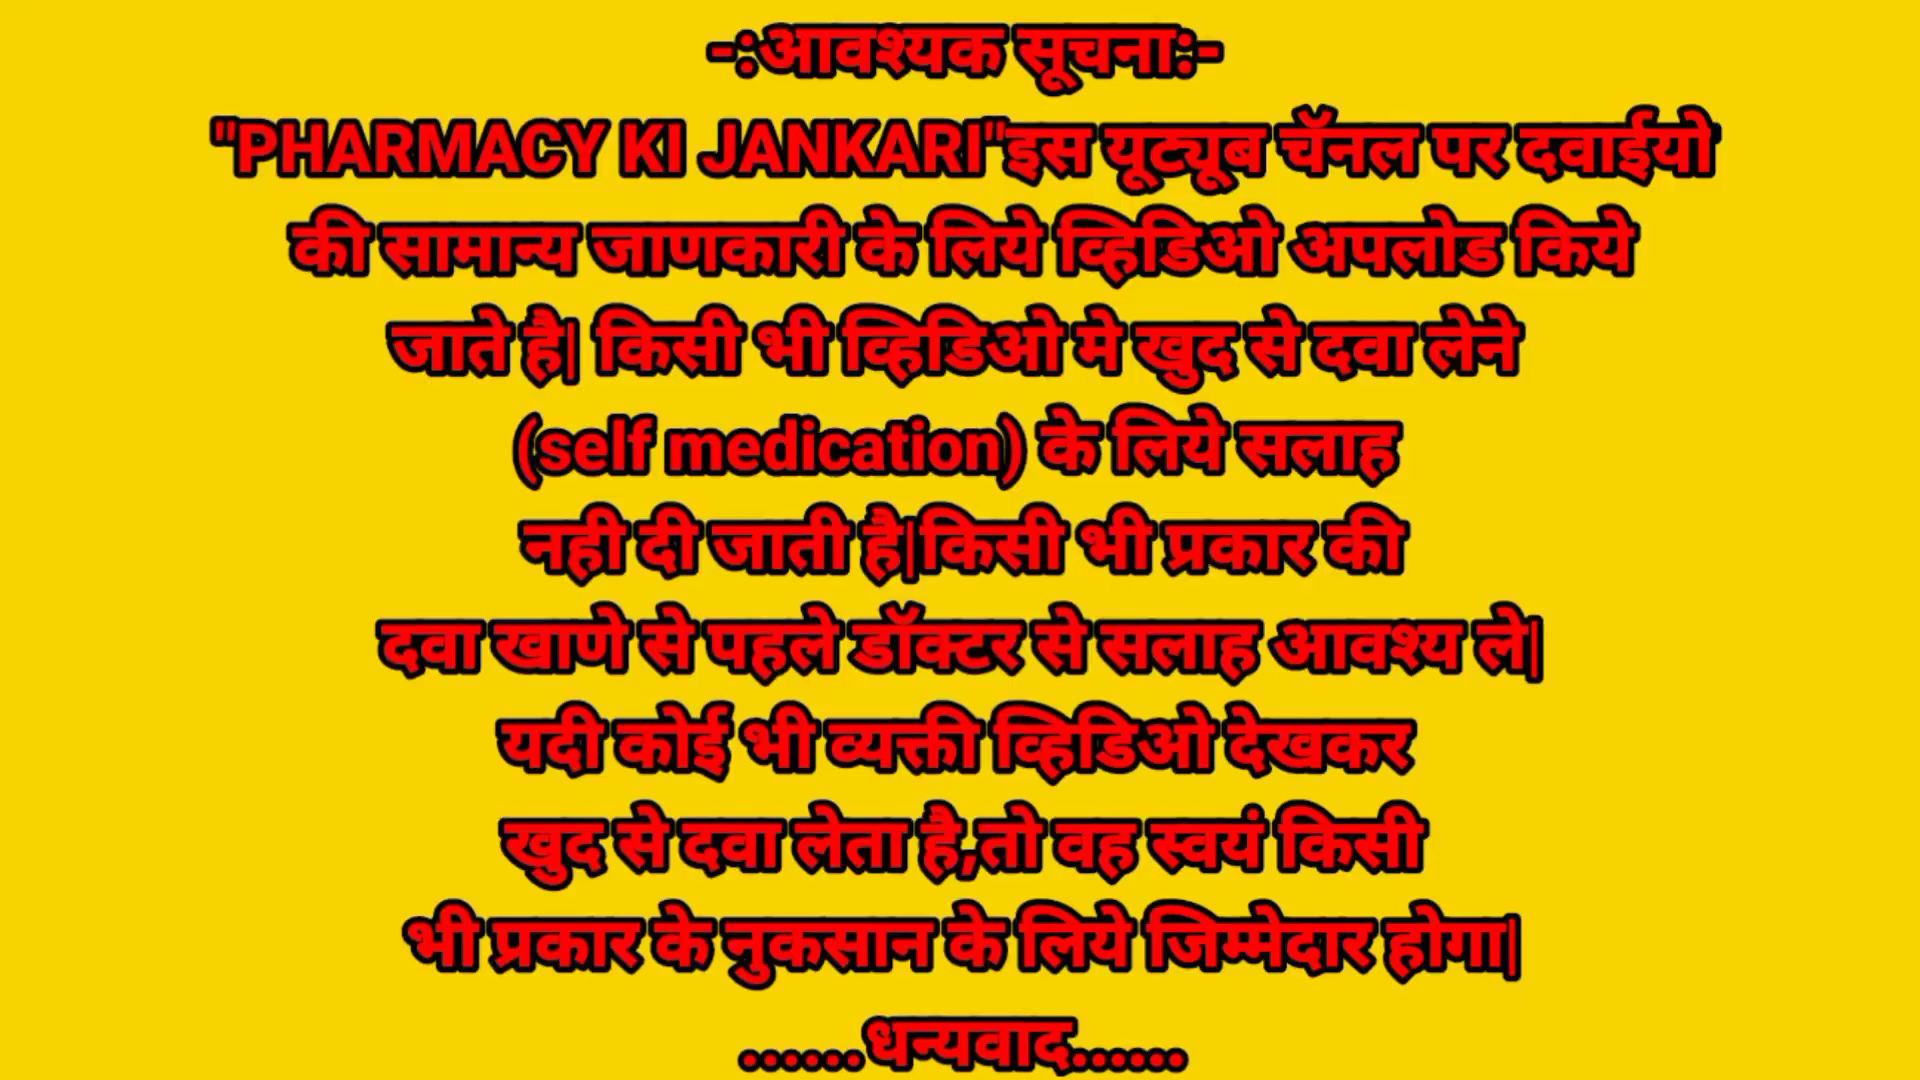 -:आवश्यक सूचना:-
"PHARMACY KI JANKARI"इस यूट्यूब चॅनल पर दवाईयो
की सामान्य जाणकारी के लिये व्हिडिओ अपलोड किये
जाते है| किसी भी व्हिडिओ मे खुद से दवा लेने
(self medication) के लिये सलाह
नही दी जाती है|किसी भी प्रकार की
दवा खाणे से पहले डॉक्टर से सलाह आवश्य ले|
यदी कोई भी व्यक्ती व्हिडिओ देखकर
खुद से दवा लेता है,तो वह स्वयं किसी
भी प्रकार के नुकसान के लिये जिम्मेदार होगा|
......धन्यवाद......